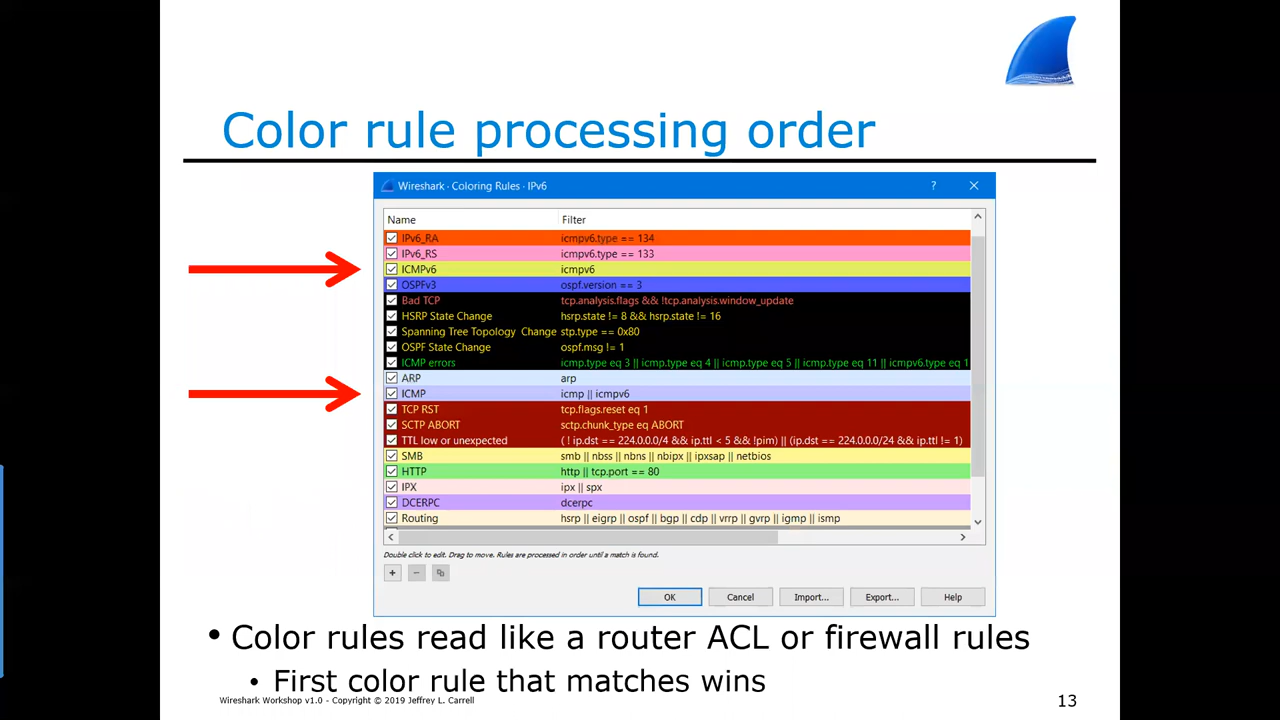 Color rule processing order
Wireshark · Coloring Rules · IPv6
Name Filter
IPv6_RA icmpv6.type == 134
IPv6_RS icmpv6.type == 133
ICMPv6 icmpv6
OSPFv3 ospf.version == 3
Bad TCP tcp.analysis.flags && !tcp.analysis.window_update
HSRP State Change hsrp.state != 8 && hsrp.state != 16
Spanning Tree Topology Change stp.type == 0x80
OSPF State Change ospf.msg != 1
ICMP errors icmp.type eq 3 || icmp.type eq 4 || icmp.type eq 5 || icmp.type eq 11 || icmpv6.type eq 1
ARP arp
ICMP icmp || icmpv6
TCP RST tcp.flags.reset eq 1
SCTP ABORT sctp.chunk_type eq ABORT
TTL low or unexpected ( ! ip.dst == 224.0.0.0/4 && ip.ttl < 5 && !pim) || (ip.dst == 224.0.0.0/24 && ip.ttl != 1)
SMB smb || nbss || nbns || nbipx || ipxsap || netbios
HTTP http || tcp.port == 80
IPX ipx || spx
DCERPC dcerpc
Routing hsrp || eigrp || ospf || bgp || cdp || vrrp || gvrp || igmp || ismp
Double click to edit. Drag to move. Rules are processed in order until a match is found.
OK Cancel Import... Export... Help
• Color rules read like a router ACL or firewall rules
• First color rule that matches wins
Wireshark Workshop v1.0 - Copyright © 2019 Jeffrey L. Carrell
13